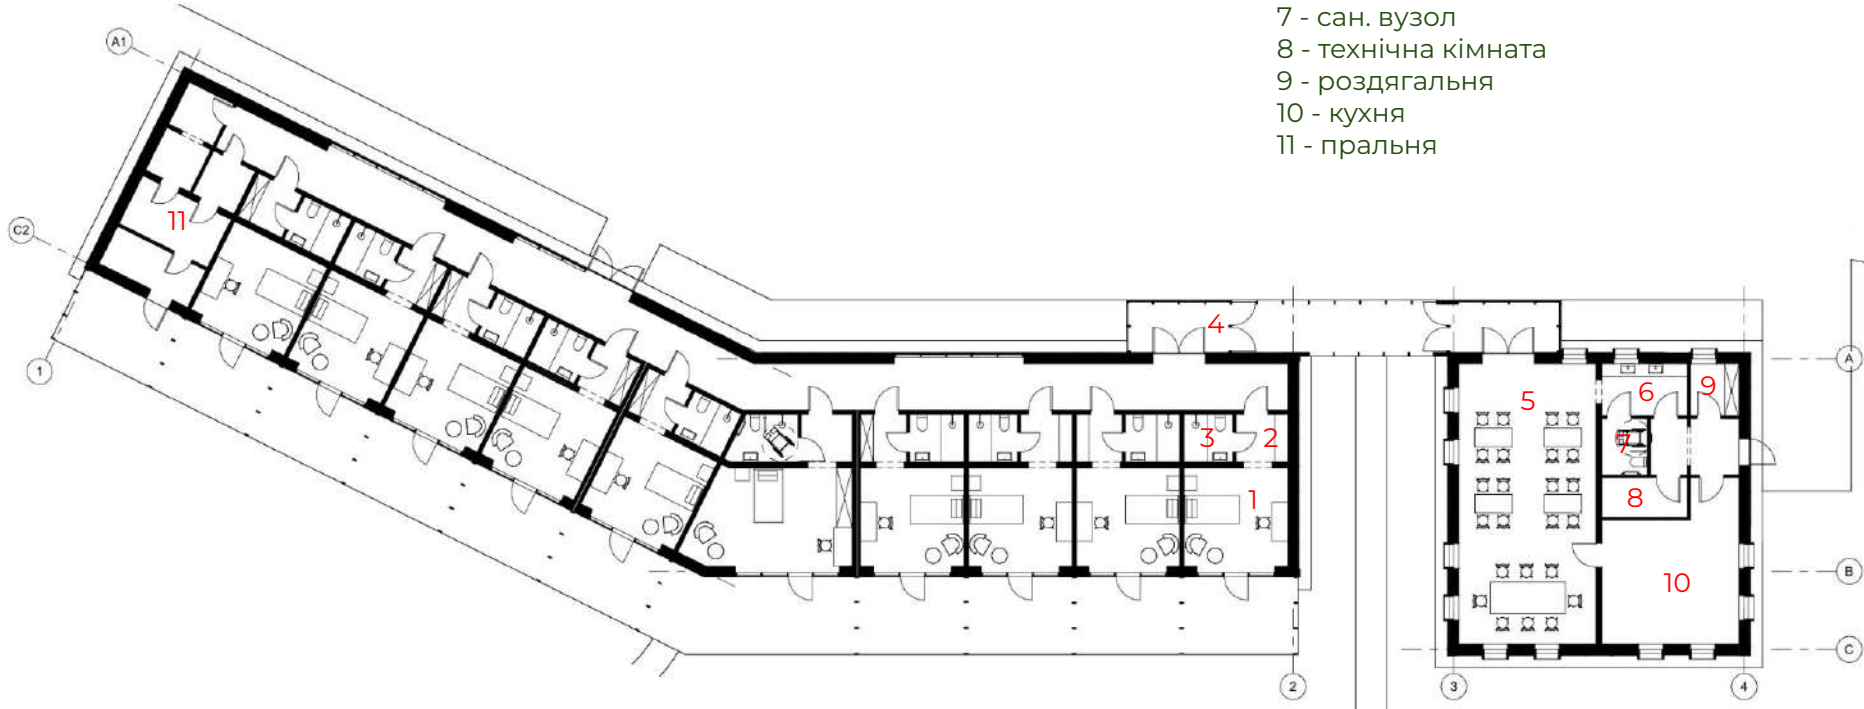 7 - сан. вузол
8 - технічна кімната
9 - роздягальня
10 - кухня
11 - пральня
A1
C2
1
11
4
5
6
9
3
2
7
1
8
10
A
B
C
2
3
4